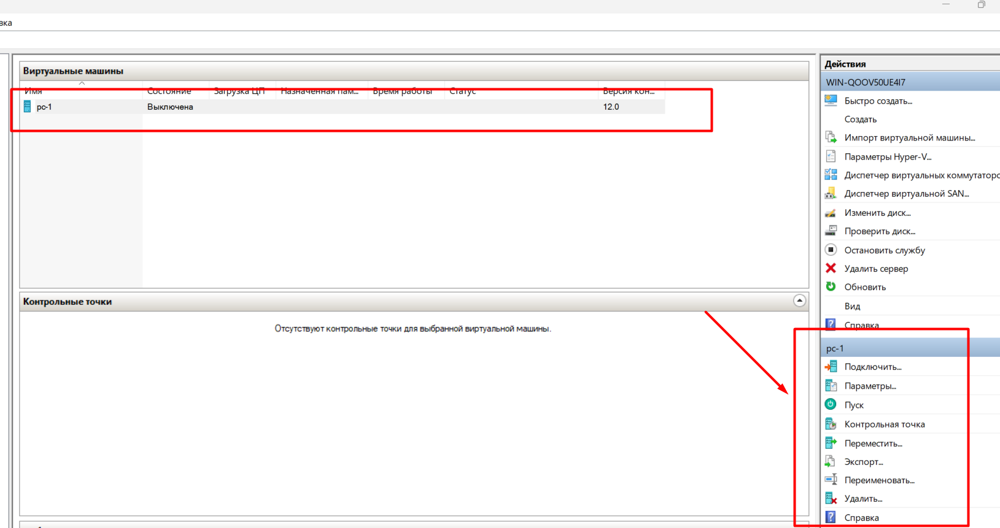 вка
Виртуальные машины
Имя Состояние Загрузка ЦП Назначенная пам... Время работы Статус Версия кон...
pc-1 Выключена 12.0
Контрольные точки
Отсутствуют контрольные точки для выбранной виртуальной машины.
Действия
WIN-QOOV50UE4I7
Быстро создать...
Создать
Импорт виртуальной машины...
Параметры Hyper-V...
Диспетчер виртуальных коммутаторо
Диспетчер виртуальной SAN...
Изменить диск...
Проверить диск...
Остановить службу
Удалить сервер
Обновить
Вид
Справка
pc-1
Подключить...
Параметры...
Пуск
Контрольная точка
Переместить...
Экспорт...
Переименовать...
Удалить...
Справка